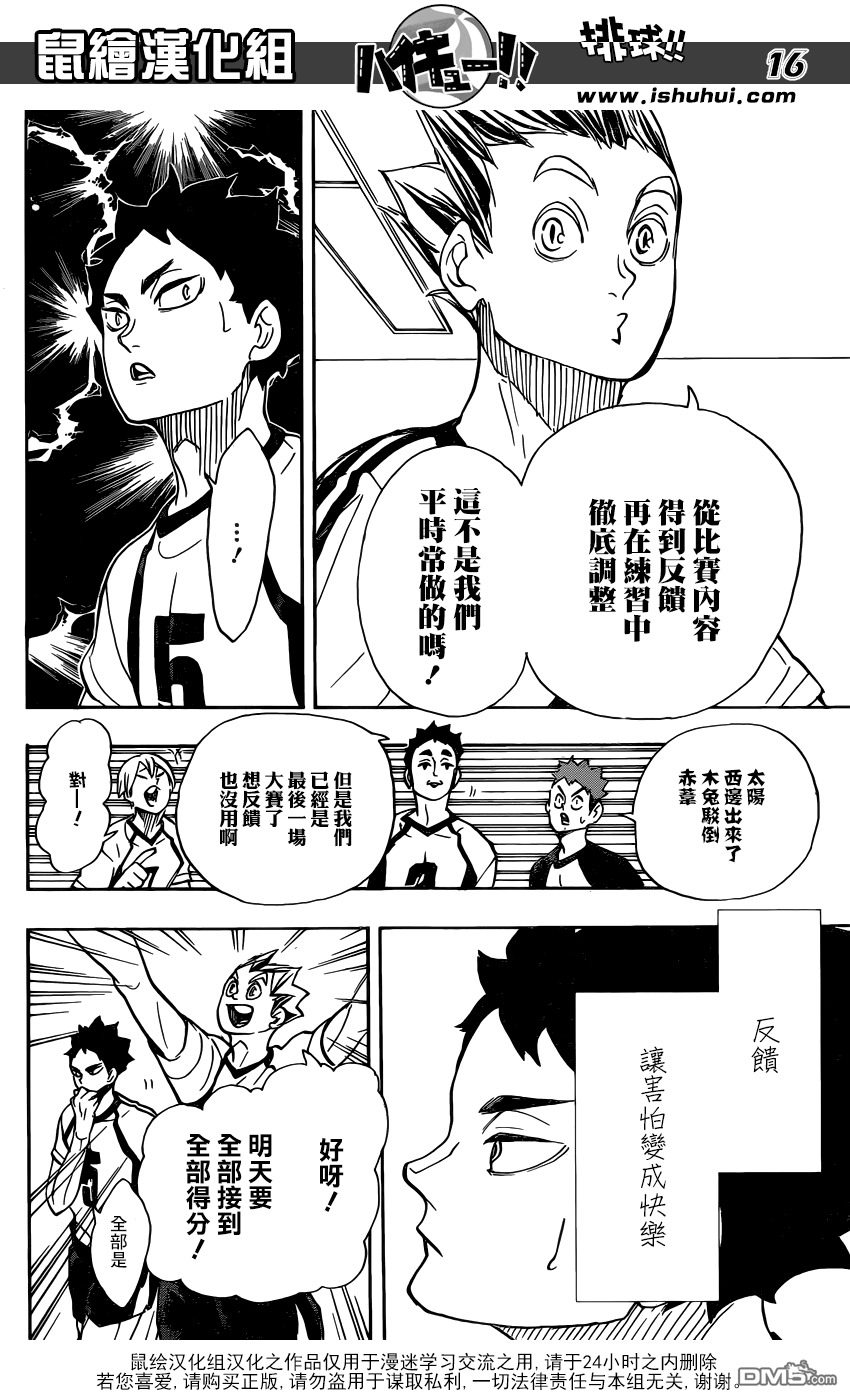 鼠繪漢化組
ハイキュー!!
排球!!
16
www.ishuhui.com
從比賽內容
得到反饋
再在練習中
徹底調整
這不是我們
平時常做的嗎！
…！
5
太陽
西邊出來了
木兔駁倒
赤葦
但是我們
已經是
最後一場
大賽了
想反饋
也沒用啊
對—！
反饋
讓害怕變成快樂
好呀！
明天要
全部接到
全部得分！
全部是
5
鼠绘汉化组汉化之作品仅用于漫迷学习交流之用, 请于24小时之内删除
若您喜爱, 请购买正版, 请勿盗用于谋取私利, 一切法律责任与本组无关, 谢谢。
DM5.com